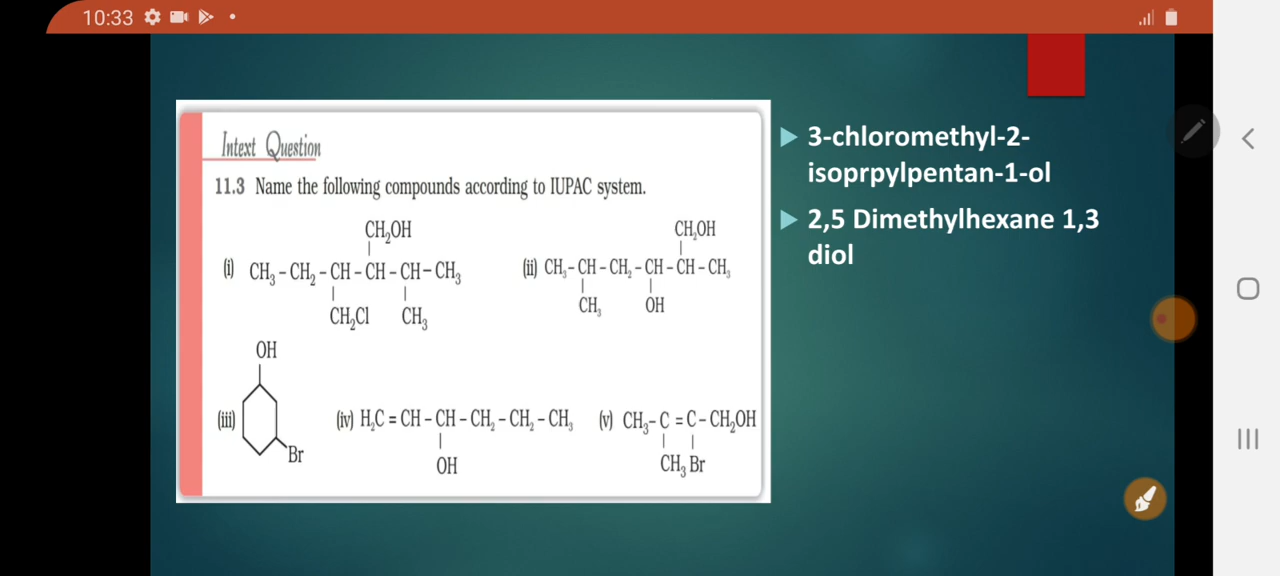 10:33
Intext Question
11.3 Name the following compounds according to IUPAC system.
CH₂OH
(i) CH₃ – CH₂ – CH – CH – CH – CH₃
CH₂Cl CH₃
CH₂OH
(ii) CH₃ – CH – CH₂ – CH – CH – CH₃
CH₃ OH
OH
(iii)
Br
(iv) H₂C = CH – CH – CH₂ – CH₂ – CH₃
OH
(v) CH₃ – C = C – CH₂OH
CH₃ Br
3-chloromethyl-2-
isoprpylpentan-1-ol
2,5 Dimethylhexane 1,3
diol